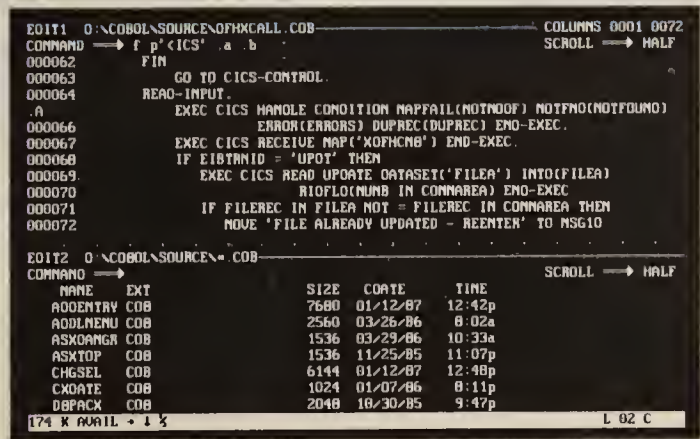 EDIT1 O:\COBOL\SOURCE\OFHXCALL.COB COLUMNS 0001 0072
COMMAND ══➔ f p'<ICS' .a .b SCROLL ══➔ HALF
000062 FIN
000063 GO TO CICS-CONTROL.
000064 READ-INPUT.
.A EXEC CICS HANDLE CONDITION MAPFAIL(NOTMODF) NOTFND(NOTFOUND)
000066 ERROR(ERRORS) DUPREC(DUPREC) END-EXEC.
000067 EXEC CICS RECEIVE MAP('XDFHCNB') END-EXEC.
000068 IF EIBTRNID = 'UPDT' THEN
000069 EXEC CICS READ UPDATE DATASET('FILEA') INTO(FILEA)
000070 RIDFLD(NUMB IN COMMAREA) END-EXEC
000071 IF FILEREC IN FILEA NOT = FILEREC IN COMMAREA THEN
000072 MOVE 'FILE ALREADY UPDATED - REENTER' TO MSG1O
EDIT2 O:\COBOL\SOURCE\*.COB
COMMAND ══➔ SCROLL ══➔ HALF
NAME EXT SIZE CDATE TIME
ADDENTRY COB 7680 01/12/87 12:42p
ADDLMENU COB 2560 03/26/86 8:02a
ASXDANGR COB 1536 03/29/86 10:33a
ASXTOP COB 1536 11/25/85 11:07p
CHGSEL COB 6144 01/12/87 12:48p
CXDATE COB 1024 01/07/86 8:11p
DBPACX COB 2048 10/30/85 9:47p
174 K AVAIL L 02 C